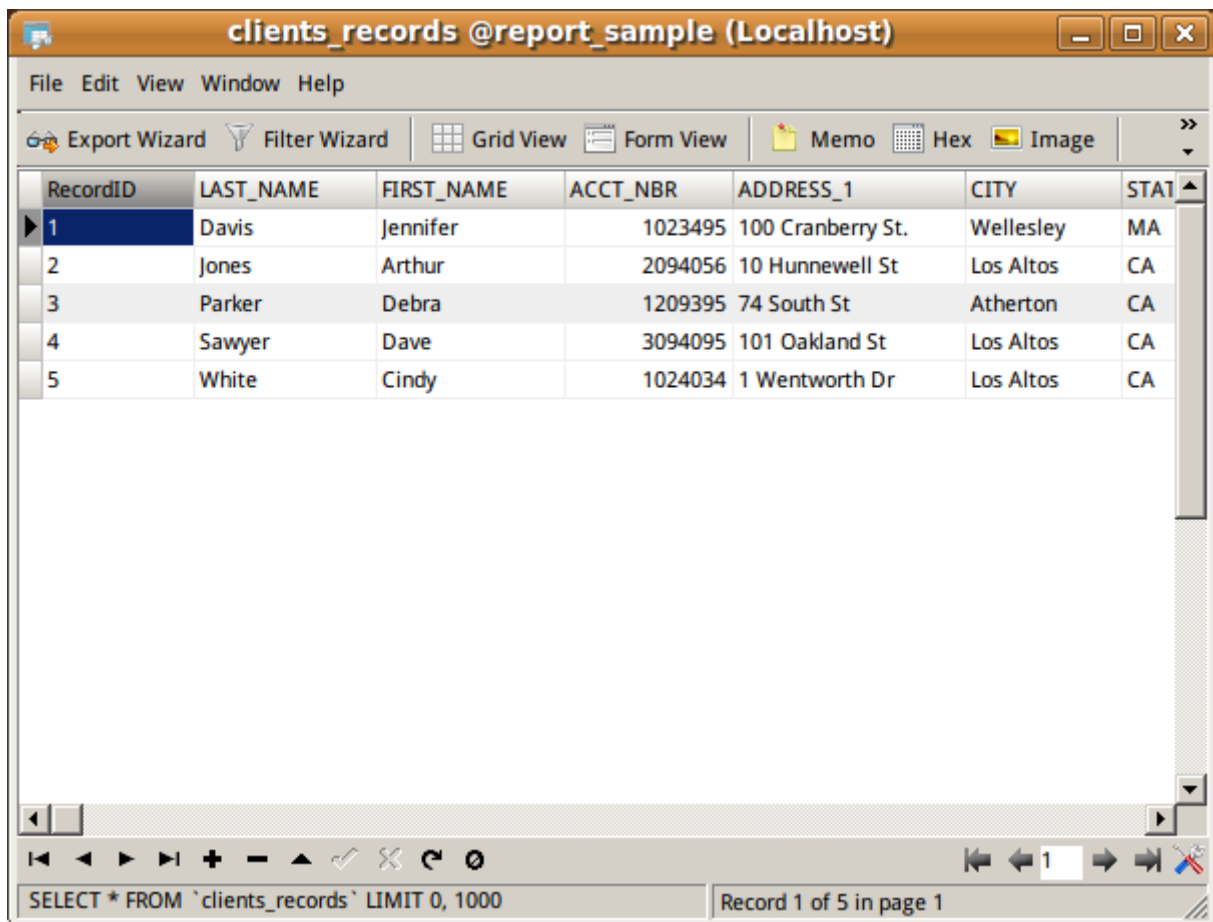 clients_records @report_sample (Localhost)
File Edit View Window Help
Export Wizard Filter Wizard Grid View Form View Memo Hex Image
RecordID LAST_NAME FIRST_NAME ACCT_NBR ADDRESS_1 CITY STAT
1 Davis Jennifer 1023495 100 Cranberry St. Wellesley MA
2 Jones Arthur 2094056 10 Hunnewell St Los Altos CA
3 Parker Debra 1209395 74 South St Atherton CA
4 Sawyer Dave 3094095 101 Oakland St Los Altos CA
5 White Cindy 1024034 1 Wentworth Dr Los Altos CA
1
SELECT * FROM `clients_records` LIMIT 0, 1000 Record 1 of 5 in page 1